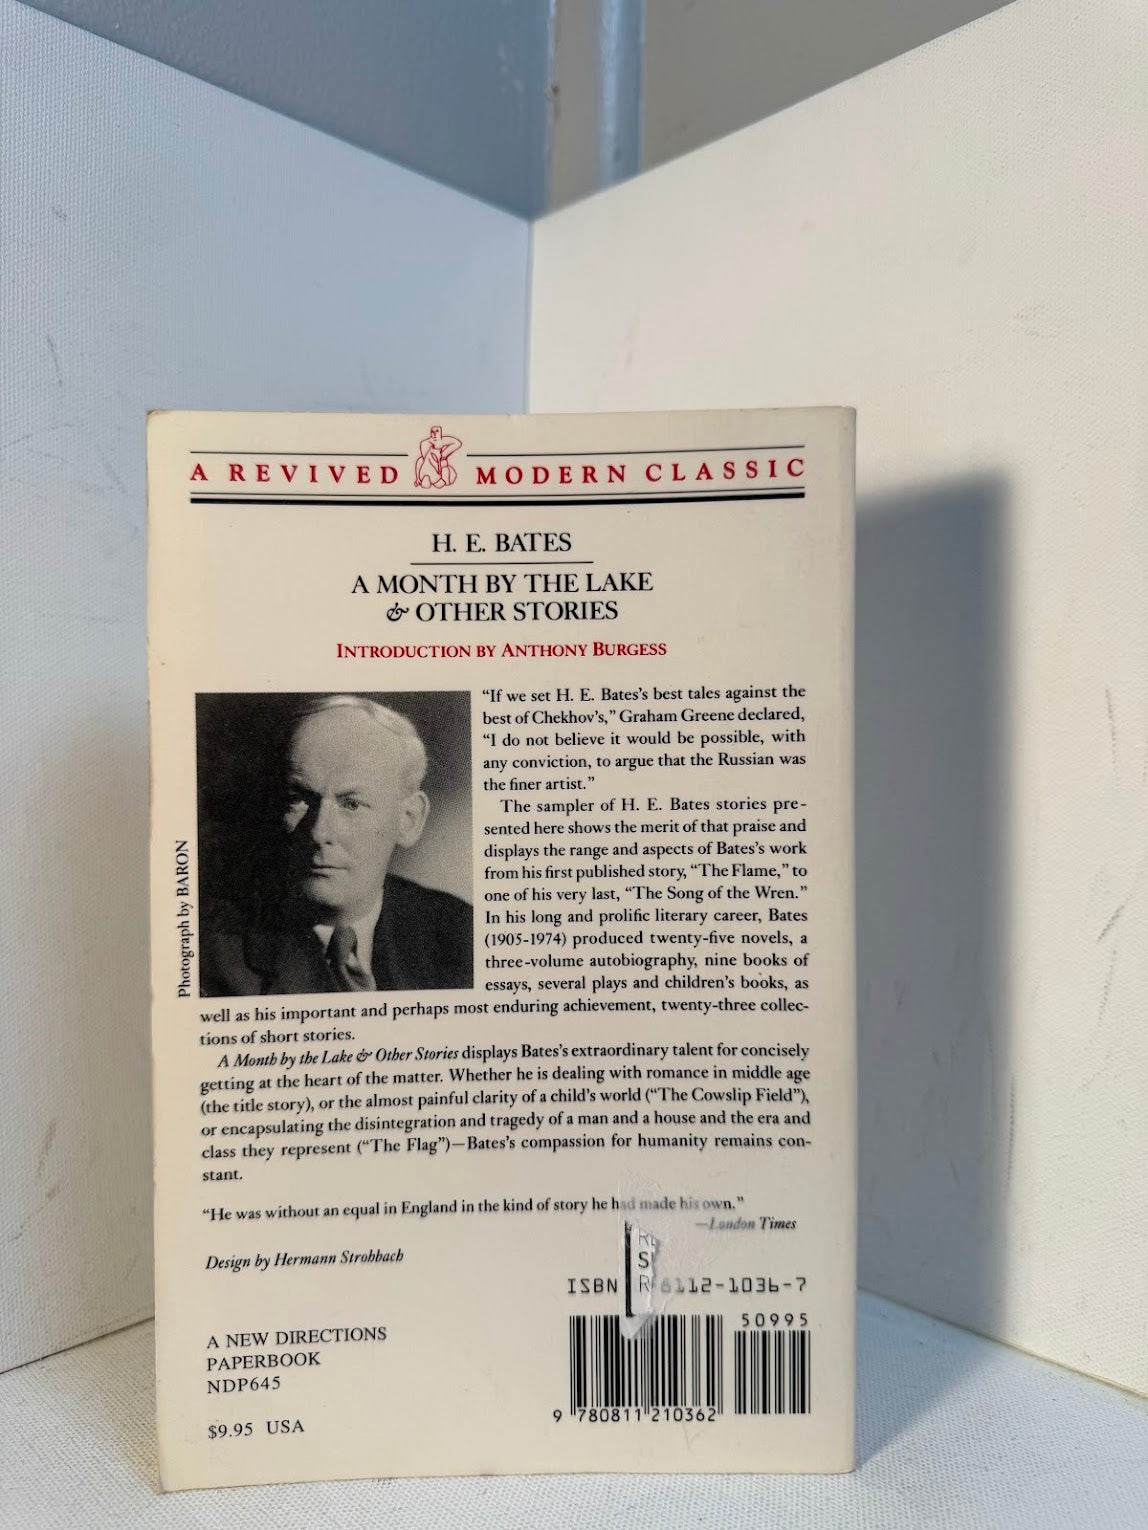 A REVIVED MODERN CLASSIC
H. E. BATES
A MONTH BY THE LAKE
& OTHER STORIES
INTRODUCTION BY ANTHONY BURGESS
Photograph by BARON
“If we set H. E. Bates’s best tales against the
best of Chekhov’s,” Graham Greene declared,
“I do not believe it would be possible, with
any conviction, to argue that the Russian was
the finer artist.”
The sampler of H. E. Bates stories pre-
sented here shows the merit of that praise and
displays the range and aspects of Bates’s work
from his first published story, “The Flame,” to
one of his very last, “The Song of the Wren.”
In his long and prolific literary career, Bates
(1905-1974) produced twenty-five novels, a
three-volume autobiography, nine books of
essays, several plays and children’s books, as
well as his important and perhaps most enduring achievement, twenty-three collec-
tions of short stories.
A Month by the Lake & Other Stories displays Bates’s extraordinary talent for concisely
getting at the heart of the matter. Whether he is dealing with romance in middle age
(the title story), or the almost painful clarity of a child’s world (“The Cowslip Field”),
or encapsulating the disintegration and tragedy of a man and a house and the era and
class they represent (“The Flag”)—Bates’s compassion for humanity remains con-
stant.
“He was without an equal in England in the kind of story he had made his own.”
—London Times
Design by Hermann Strohbach
ISBN 8112-1036-7
50995
A NEW DIRECTIONS
PAPERBOOK
NDP645
$9.95 USA
9 780811 210362